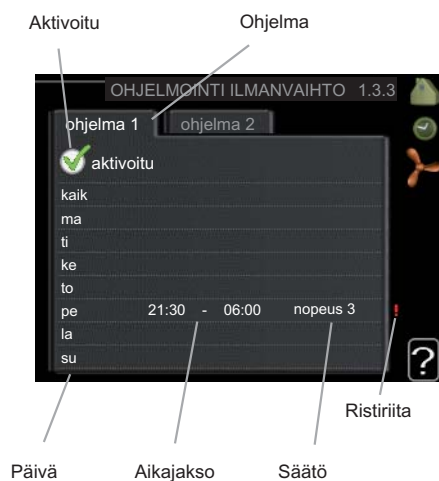 Aktivoitu Ohjelma
OHJELMOINTI ILMANVAIHTO 1.3.3
ohjelma 1 ohjelma 2
aktivoitu
kaik
ma
ti
ke
to
pe 21:30 - 06:00 nopeus 3 !
la
su
?
Ristiriita
Päivä Aikajakso Säätö